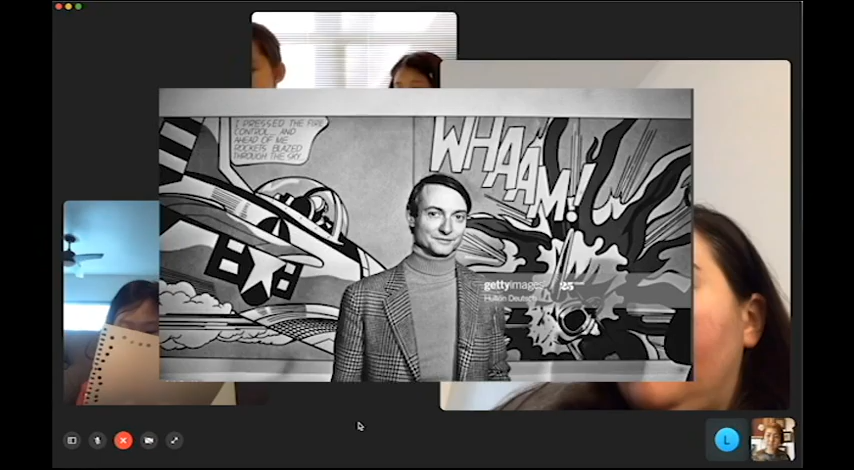 I PRESSED THE FIRE
CONTROL... AND
AHEAD OF ME
ROCKETS BLAZED
THROUGH THE SKY...
WHAAM!
gettyimages®
Hulton Deutsch
L